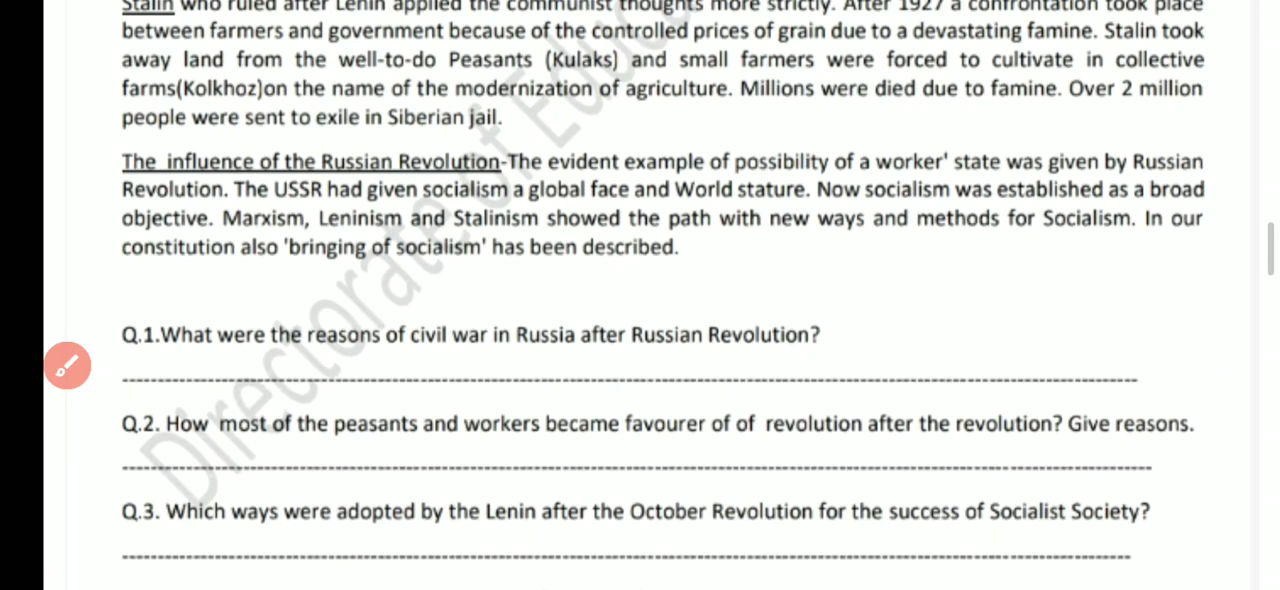 Stalin who ruled after Lenin applied the communist thoughts more strictly. After 1927 a confrontation took place
between farmers and government because of the controlled prices of grain due to a devastating famine. Stalin took
away land from the well-to-do Peasants (Kulaks) and small farmers were forced to cultivate in collective
farms(Kolkhoz)on the name of the modernization of agriculture. Millions were died due to famine. Over 2 million
people were sent to exile in Siberian jail.
The influence of the Russian Revolution-The evident example of possibility of a worker' state was given by Russian
Revolution. The USSR had given socialism a global face and World stature. Now socialism was established as a broad
objective. Marxism, Leninism and Stalinism showed the path with new ways and methods for Socialism. In our
constitution also 'bringing of socialism' has been described.
Q.1.What were the reasons of civil war in Russia after Russian Revolution?
Q.2. How most of the peasants and workers became favourer of of revolution after the revolution? Give reasons.
Q.3. Which ways were adopted by the Lenin after the October Revolution for the success of Socialist Society?
Directorate of Educ